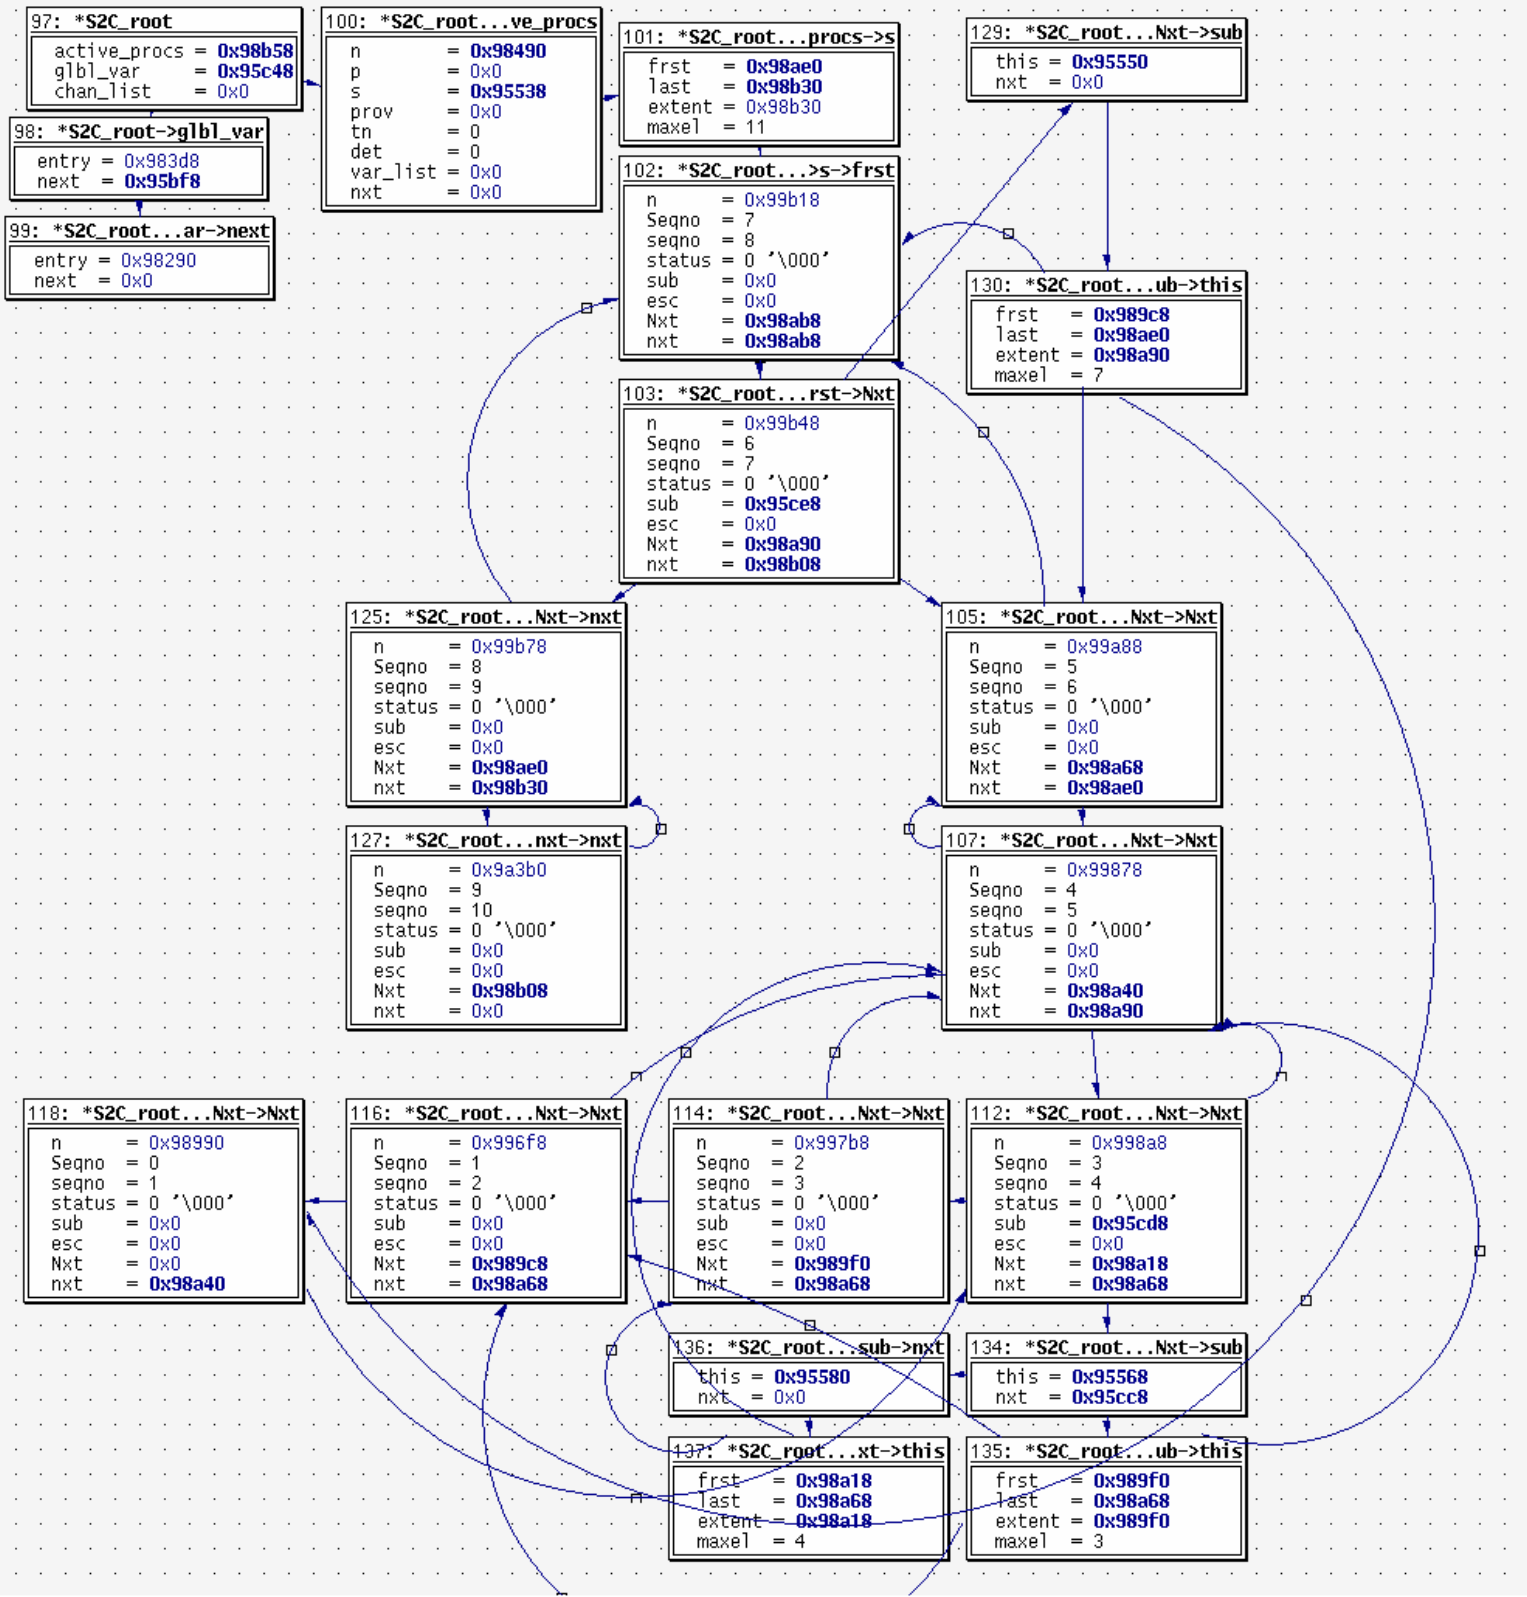 97: *S2C_root
active_procs = 0x98b58
glbl_var = 0x95c48
chan_list = 0x0
98: *S2C_root->glbl_var
entry = 0x983d8
next = 0x95bf8
99: *S2C_root...ar->next
entry = 0x98290
next = 0x0
100: *S2C_root...ve_procs
n = 0x98490
p = 0x0
s = 0x95538
prov = 0x0
tn = 0
det = 0
var_list = 0x0
nxt = 0x0
101: *S2C_root...procs->s
frst = 0x98ae0
last = 0x98b30
extent = 0x98b30
maxel = 11
102: *S2C_root...>s->frst
n = 0x99b18
Seqno = 7
seqno = 8
status = 0 '\000'
sub = 0x0
esc = 0x0
Nxt = 0x98ab8
nxt = 0x98ab8
103: *S2C_root...rst->Nxt
n = 0x99b48
Seqno = 6
seqno = 7
status = 0 '\000'
sub = 0x95ce8
esc = 0x0
Nxt = 0x98a90
nxt = 0x98b08
129: *S2C_root...Nxt->sub
this = 0x95550
nxt = 0x0
130: *S2C_root...ub->this
frst = 0x989c8
last = 0x98ae0
extent = 0x98a90
maxel = 7
125: *S2C_root...Nxt->nxt
n = 0x99b78
Seqno = 8
seqno = 9
status = 0 '\000'
sub = 0x0
esc = 0x0
Nxt = 0x98ae0
nxt = 0x98b30
105: *S2C_root...Nxt->Nxt
n = 0x99a88
Seqno = 5
seqno = 6
status = 0 '\000'
sub = 0x0
esc = 0x0
Nxt = 0x98a68
nxt = 0x98ae0
127: *S2C_root...nxt->nxt
n = 0x9a3b0
Seqno = 9
seqno = 10
status = 0 '\000'
sub = 0x0
esc = 0x0
Nxt = 0x98b08
nxt = 0x0
107: *S2C_root...Nxt->Nxt
n = 0x99878
Seqno = 4
seqno = 5
status = 0 '\000'
sub = 0x0
esc = 0x0
Nxt = 0x98a40
nxt = 0x98a90
118: *S2C_root...Nxt->Nxt
n = 0x98990
Seqno = 0
seqno = 1
status = 0 '\000'
sub = 0x0
esc = 0x0
Nxt = 0x0
nxt = 0x98a40
116: *S2C_root...Nxt->Nxt
n = 0x996f8
Seqno = 1
seqno = 2
status = 0 '\000'
sub = 0x0
esc = 0x0
Nxt = 0x989c8
nxt = 0x98a68
114: *S2C_root...Nxt->Nxt
n = 0x997b8
Seqno = 2
seqno = 3
status = 0 '\000'
sub = 0x0
esc = 0x0
Nxt = 0x989f0
nxt = 0x98a68
112: *S2C_root...Nxt->Nxt
n = 0x998a8
Seqno = 3
seqno = 4
status = 0 '\000'
sub = 0x95cd8
esc = 0x0
Nxt = 0x98a18
nxt = 0x98a68
136: *S2C_root...sub->nxt
this = 0x95580
nxt = 0x0
134: *S2C_root...Nxt->sub
this = 0x95568
nxt = 0x95cc8
137: *S2C_root...xt->this
frst = 0x98a18
last = 0x98a68
extent = 0x98a18
maxel = 4
135: *S2C_root...ub->this
frst = 0x989f0
last = 0x98a68
extent = 0x989f0
maxel = 3